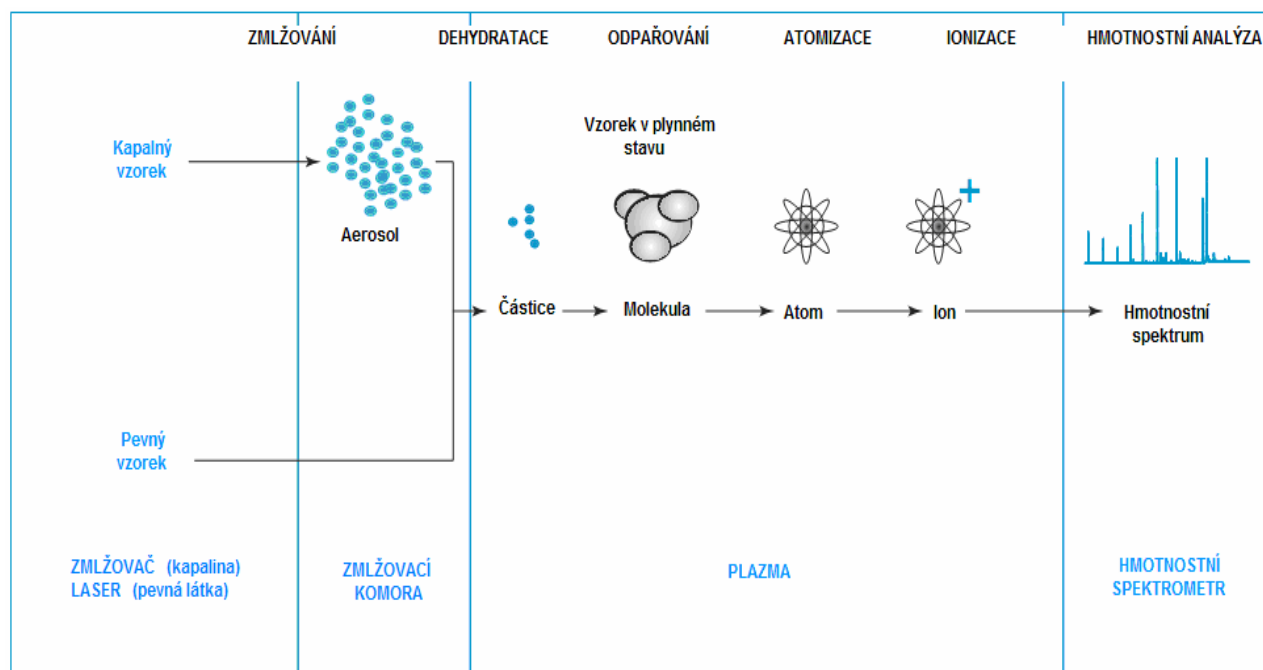 ZMLŽOVÁNÍ
DEHYDRATACE
ODPAŘOVÁNÍ
ATOMIZACE
IONIZACE
HMOTNOSTNÍ ANALÝZA
Kapalný
vzorek
Aerosol
Vzorek v plynném
stavu
Částice
Molekula
Atom
Ion
Hmotnostní
spektrum
Pevný
vzorek
ZMLŽOVAČ (kapalina)
LASER (pevná látka)
ZMLŽOVACÍ
KOMORA
PLAZMA
HMOTNOSTNÍ
SPEKTROMETR